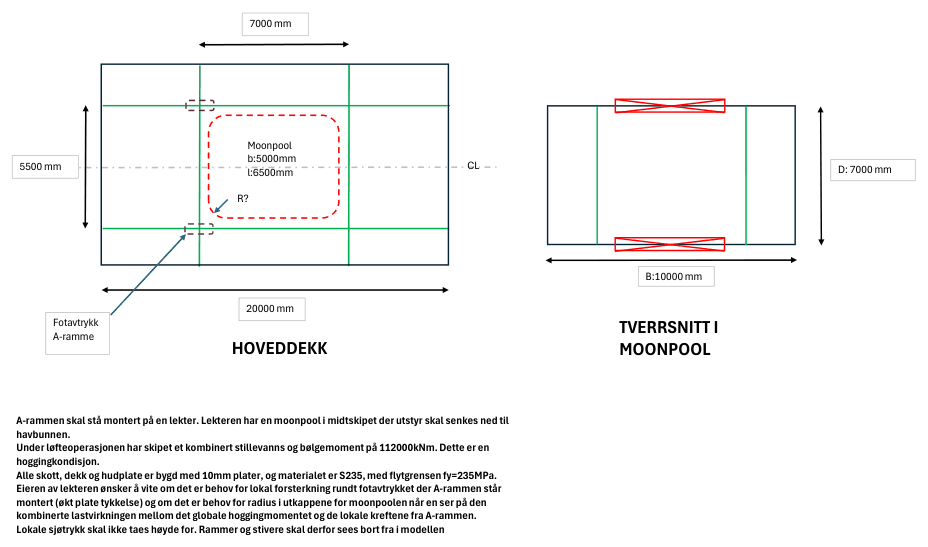 7000 mm
Moonpool
b:5000mm
l:6500mm
5500 mm
CL
R?
20000 mm
Fotavtrykk
A-ramme
HOVEDDEKK
D: 7000 mm
B:10000 mm
TVERRSNITT I
MOONPOOL
A-rammen skal stå montert på en lekter. Lekteren har en moonpool i midtskipet der utstyr skal senkes ned til
havbunnen.
Under løfteoperasjonen har skipet et kombinert stillevanns og bølgemoment på 112000kNm. Dette er en
hoggingkondisjon.
Alle skott, dekk og hudplate er bygd med 10mm plater, og materialet er S235, med flytgrensen fy=235MPa.
Eieren av lekteren ønsker å vite om det er behov for lokal forsterkning rundt fotavtrykket der A-rammen står
montert (økt plate tykkelse) og om det er behov for radius i utkappene for moonpoolen når en ser på den
kombinerte lastvirkningen mellom det globale hoggingmomentet og de lokale kreftene fra A-rammen.
Lokale sjøtrykk skal ikke taes høyde for. Rammer og stivere skal derfor sees bort fra i modellen